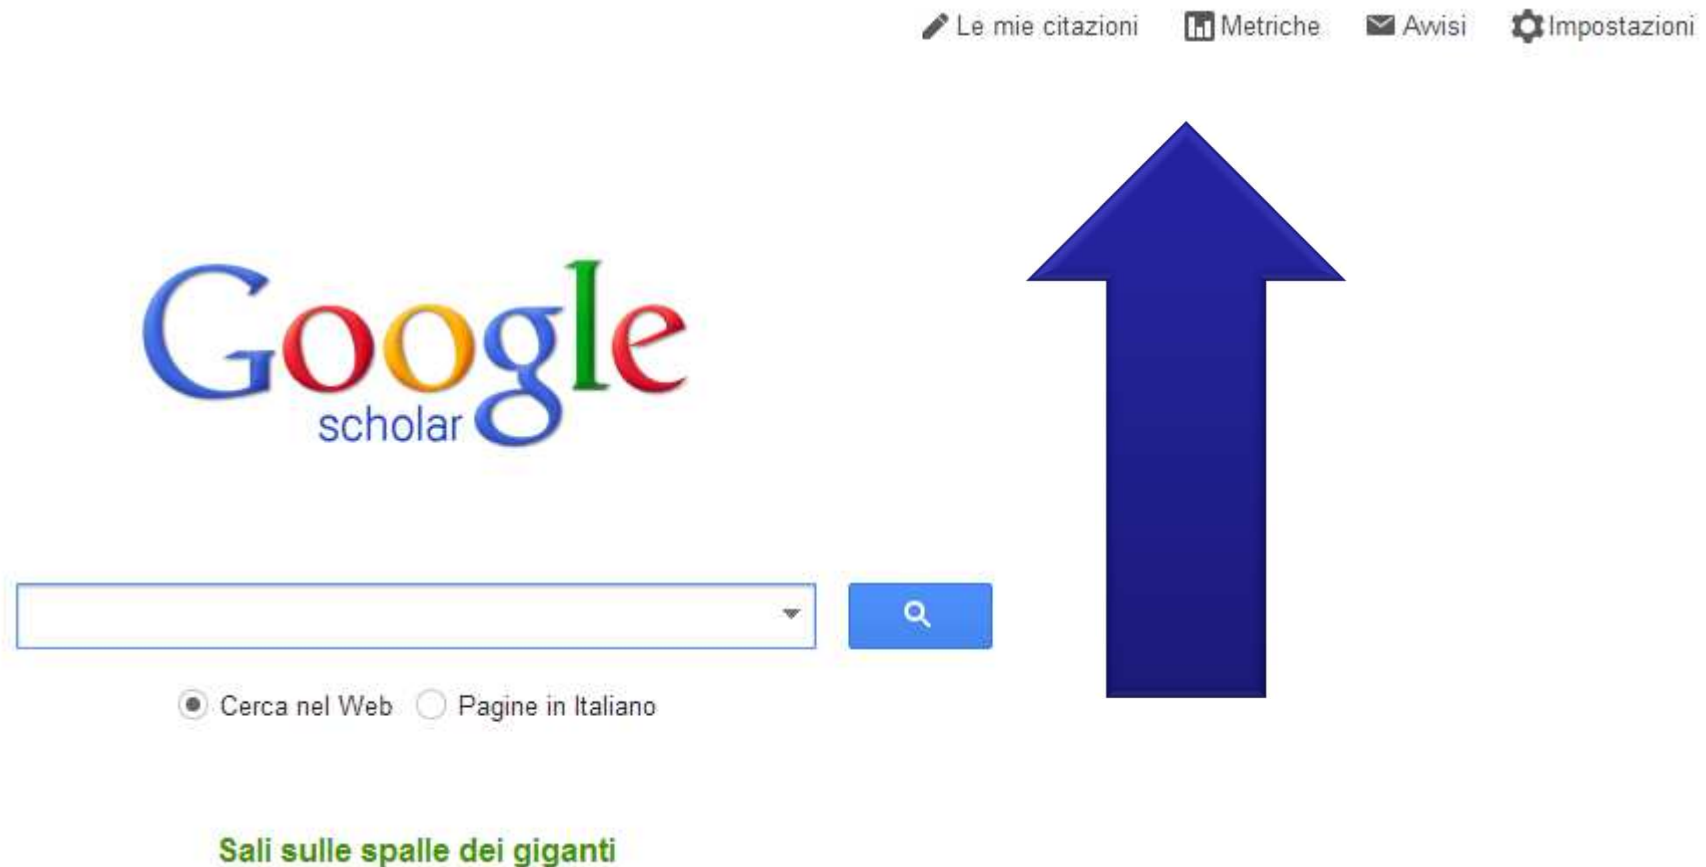 Le mie citazioni Metriche Avvisi Impostazioni
Google
scholar
Cerca nel Web Pagine in Italiano
Sali sulle spalle dei giganti